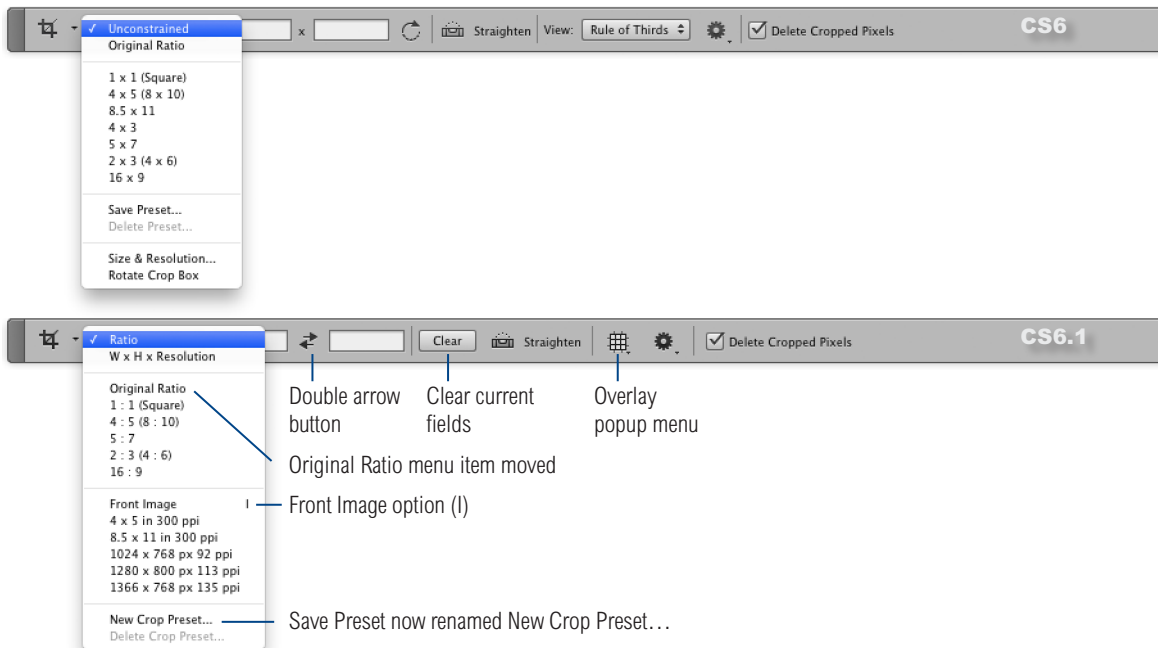 Unconstrained x Straighten View: Rule of Thirds Delete Cropped Pixels CS6
Original Ratio
1 x 1 (Square)
4 x 5 (8 x 10)
8.5 x 11
4 x 3
5 x 7
2 x 3 (4 x 6)
16 x 9
Save Preset...
Delete Preset...
Size & Resolution...
Rotate Crop Box
Ratio Clear Straighten Delete Cropped Pixels CS6.1
W x H x Resolution
Original Ratio
1 : 1 (Square)
4 : 5 (8 : 10)
5 : 7
2 : 3 (4 : 6)
16 : 9
Front Image I
4 x 5 in 300 ppi
8.5 x 11 in 300 ppi
1024 x 768 px 92 ppi
1280 x 800 px 113 ppi
1366 x 768 px 135 ppi
New Crop Preset...
Delete Crop Preset...
Double arrow
button
Clear current
fields
Overlay
popup menu
Original Ratio menu item moved
Front Image option (I)
Save Preset now renamed New Crop Preset…